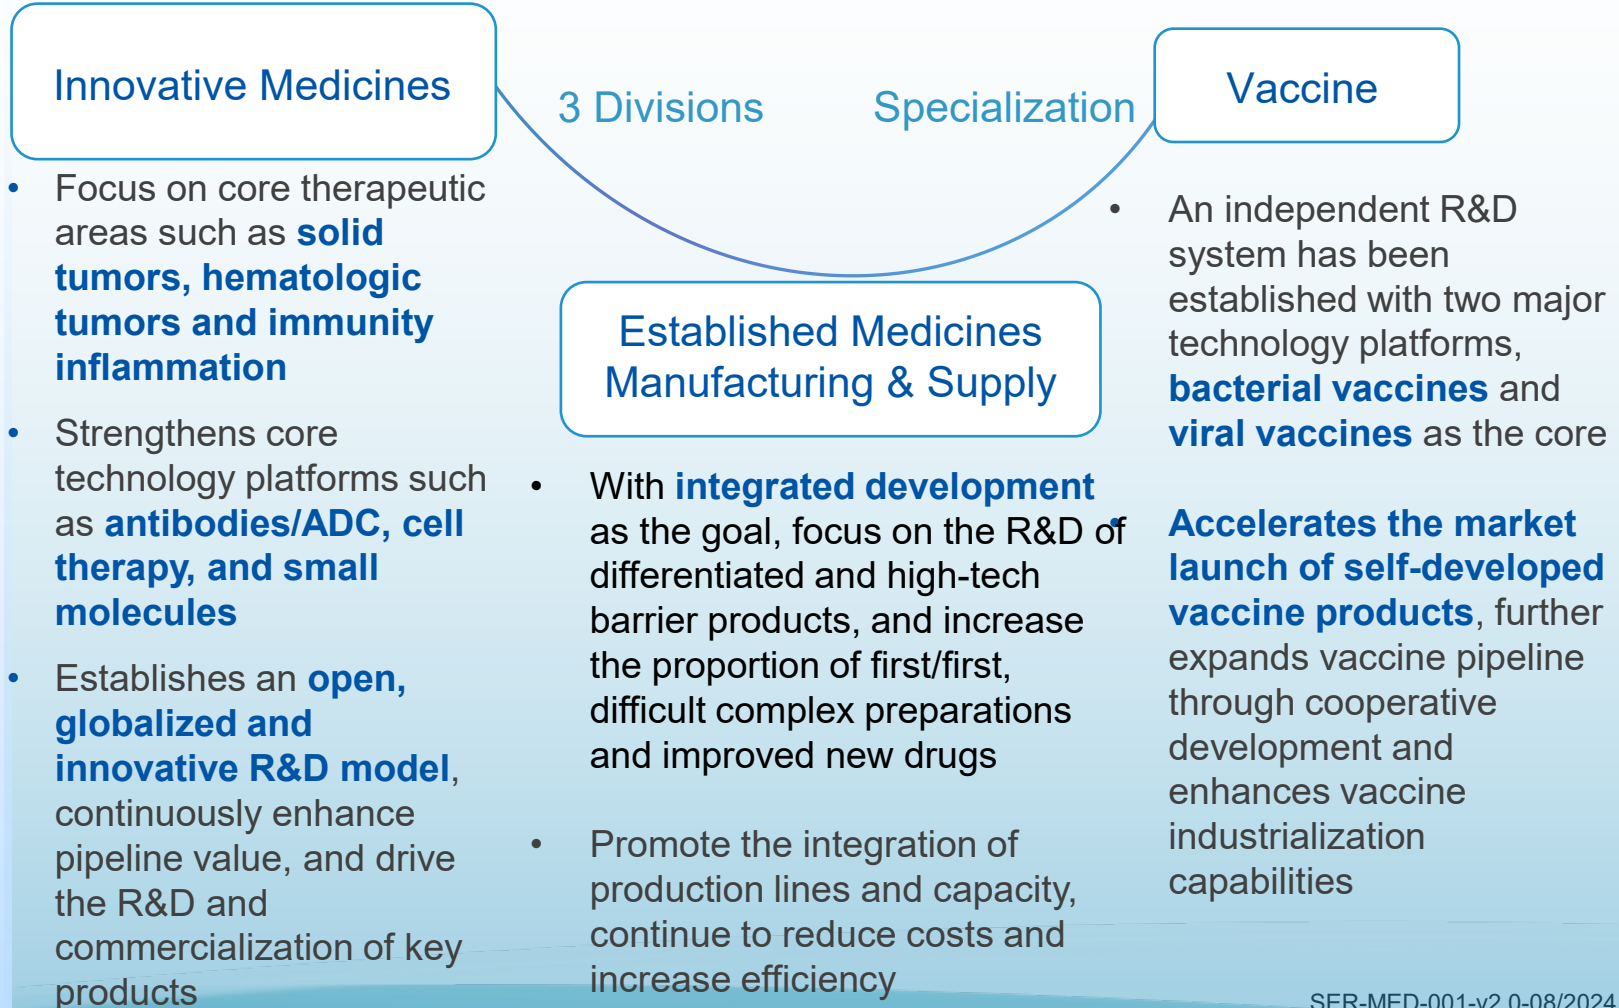 Innovative Medicines
3 Divisions
Specialization
Vaccine
• Focus on core therapeutic
areas such as solid
tumors, hematologic
tumors and immunity
inflammation
• Strengthens core
technology platforms such
as antibodies/ADC, cell
therapy, and small
molecules
• Establishes an open,
globalized and
innovative R&D model,
continuously enhance
pipeline value, and drive
the R&D and
commercialization of key
products
Established Medicines
Manufacturing & Supply
• With integrated development
as the goal, focus on the R&D of
differentiated and high-tech
barrier products, and increase
the proportion of first/first,
difficult complex preparations
and improved new drugs
• Promote the integration of
production lines and capacity,
continue to reduce costs and
increase efficiency
• An independent R&D
system has been
established with two major
technology platforms,
bacterial vaccines and
viral vaccines as the core
• Accelerates the market
launch of self-developed
vaccine products, further
expands vaccine pipeline
through cooperative
development and
enhances vaccine
industrialization
capabilities
SER-MED-001-v2.0-08/2024